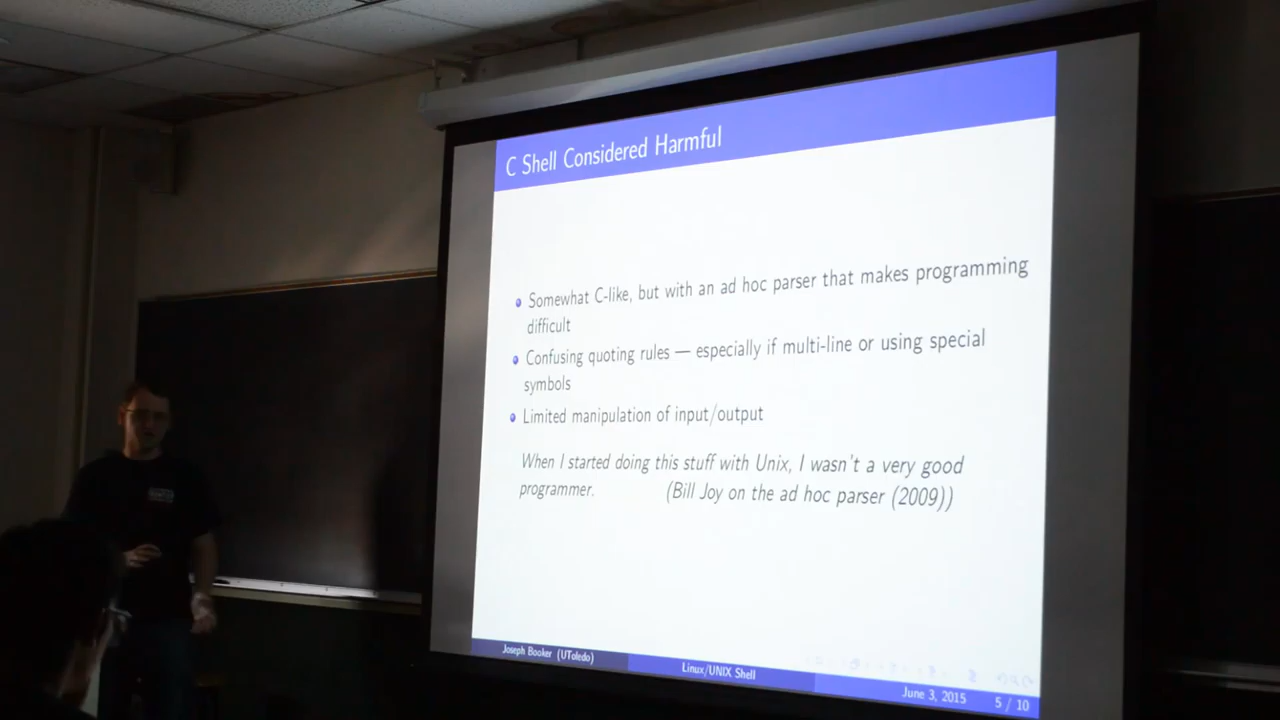 C Shell Considered Harmful
Somewhat C-like, but with an ad hoc parser that makes programming
difficult
Confusing quoting rules — especially if multi-line or using special
symbols
Limited manipulation of input/output
When I started doing this stuff with Unix, I wasn't a very good
programmer. (Bill Joy on the ad hoc parser (2009))
Joseph Booker (UToledo)
Linux/UNIX Shell
June 3, 2015
5 / 10